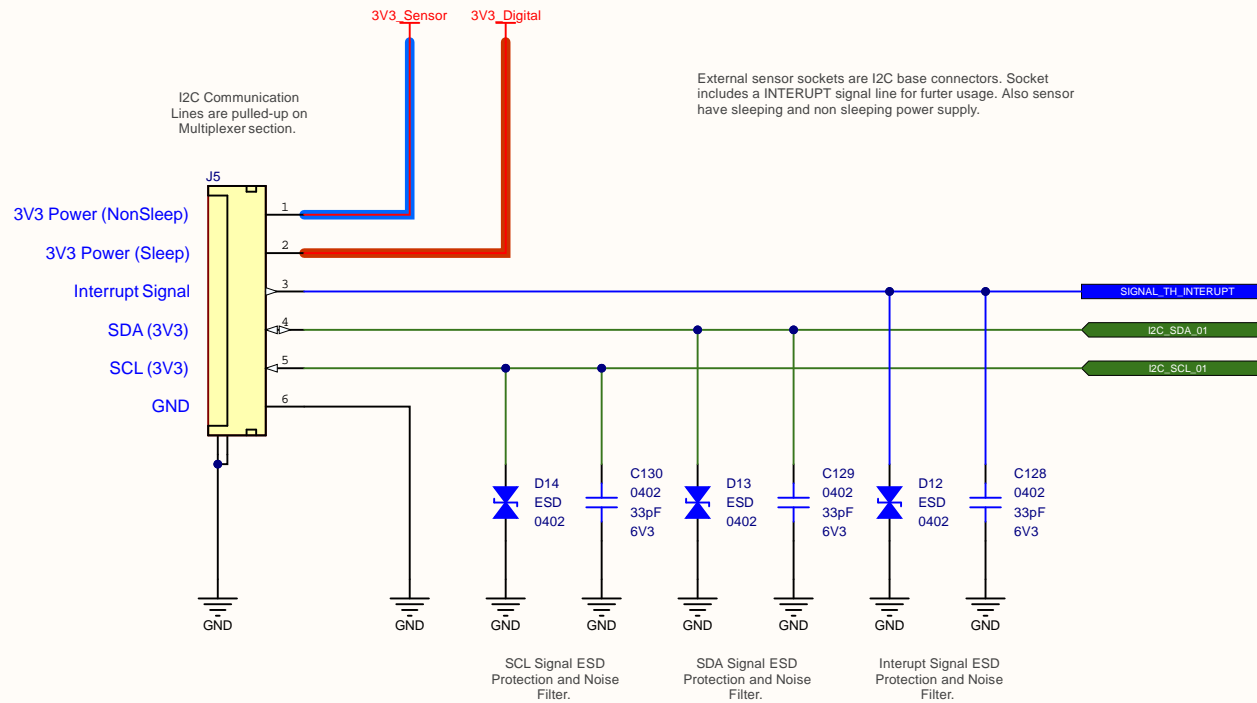 3V3_Sensor
3V3_Digital
I2C Communication
Lines are pulled-up on
Multiplexer section.
External sensor sockets are I2C base connectors. Socket
includes a INTERUPT signal line for furter usage. Also sensor
have sleeping and non sleeping power supply.
J5
3V3 Power (NonSleep)
1
3V3 Power (Sleep)
2
Interrupt Signal
3
SIGNAL_TH_INTERUPT
SDA (3V3)
4
I2C_SDA_01
SCL (3V3)
5
I2C_SCL_01
GND
6
D14
ESD
0402
C130
0402
33pF
6V3
D13
ESD
0402
C129
0402
33pF
6V3
D12
ESD
0402
C128
0402
33pF
6V3
GND
GND
GND
GND
GND
GND
GND
GND
SCL Signal ESD
Protection and Noise
Filter.
SDA Signal ESD
Protection and Noise
Filter.
Interupt Signal ESD
Protection and Noise
Filter.